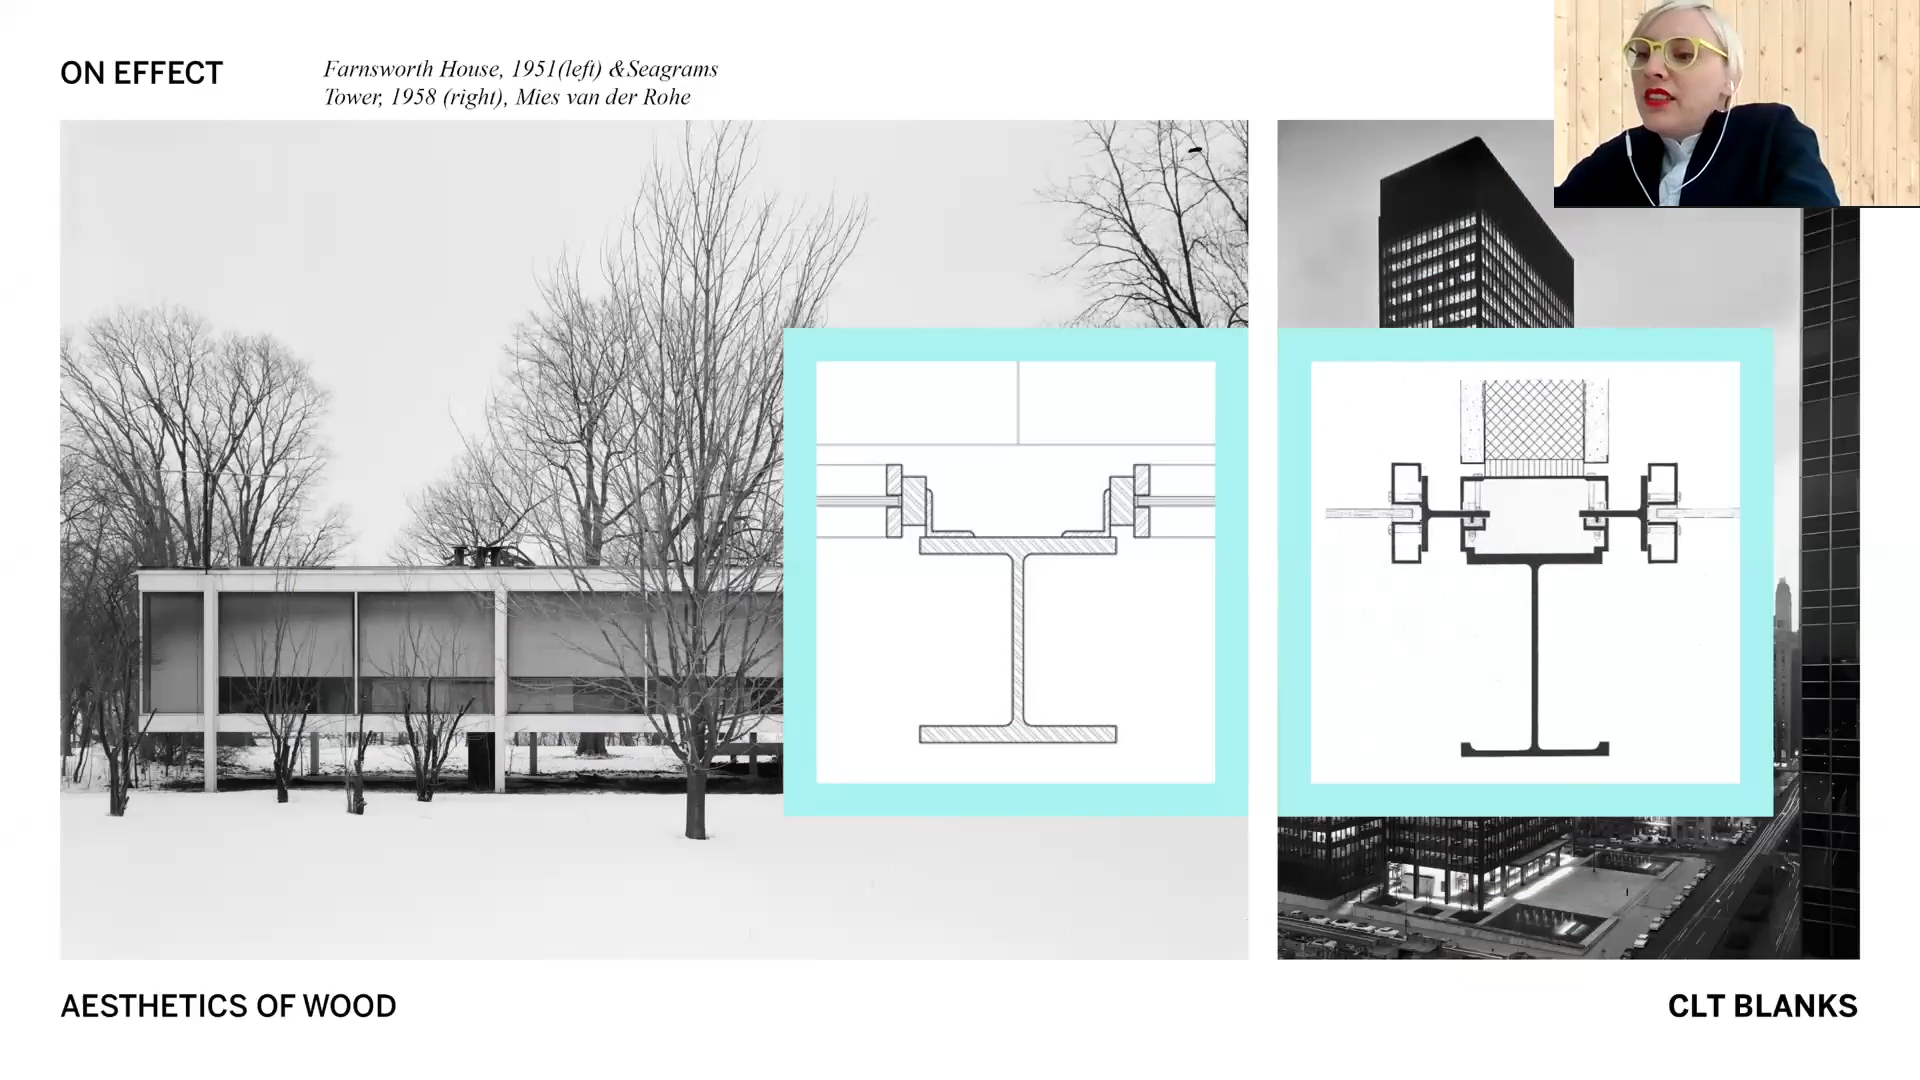 ON EFFECT
Farnsworth House, 1951(left) &Seagrams
Tower, 1958 (right), Mies van der Rohe
AESTHETICS OF WOOD
CLT BLANKS